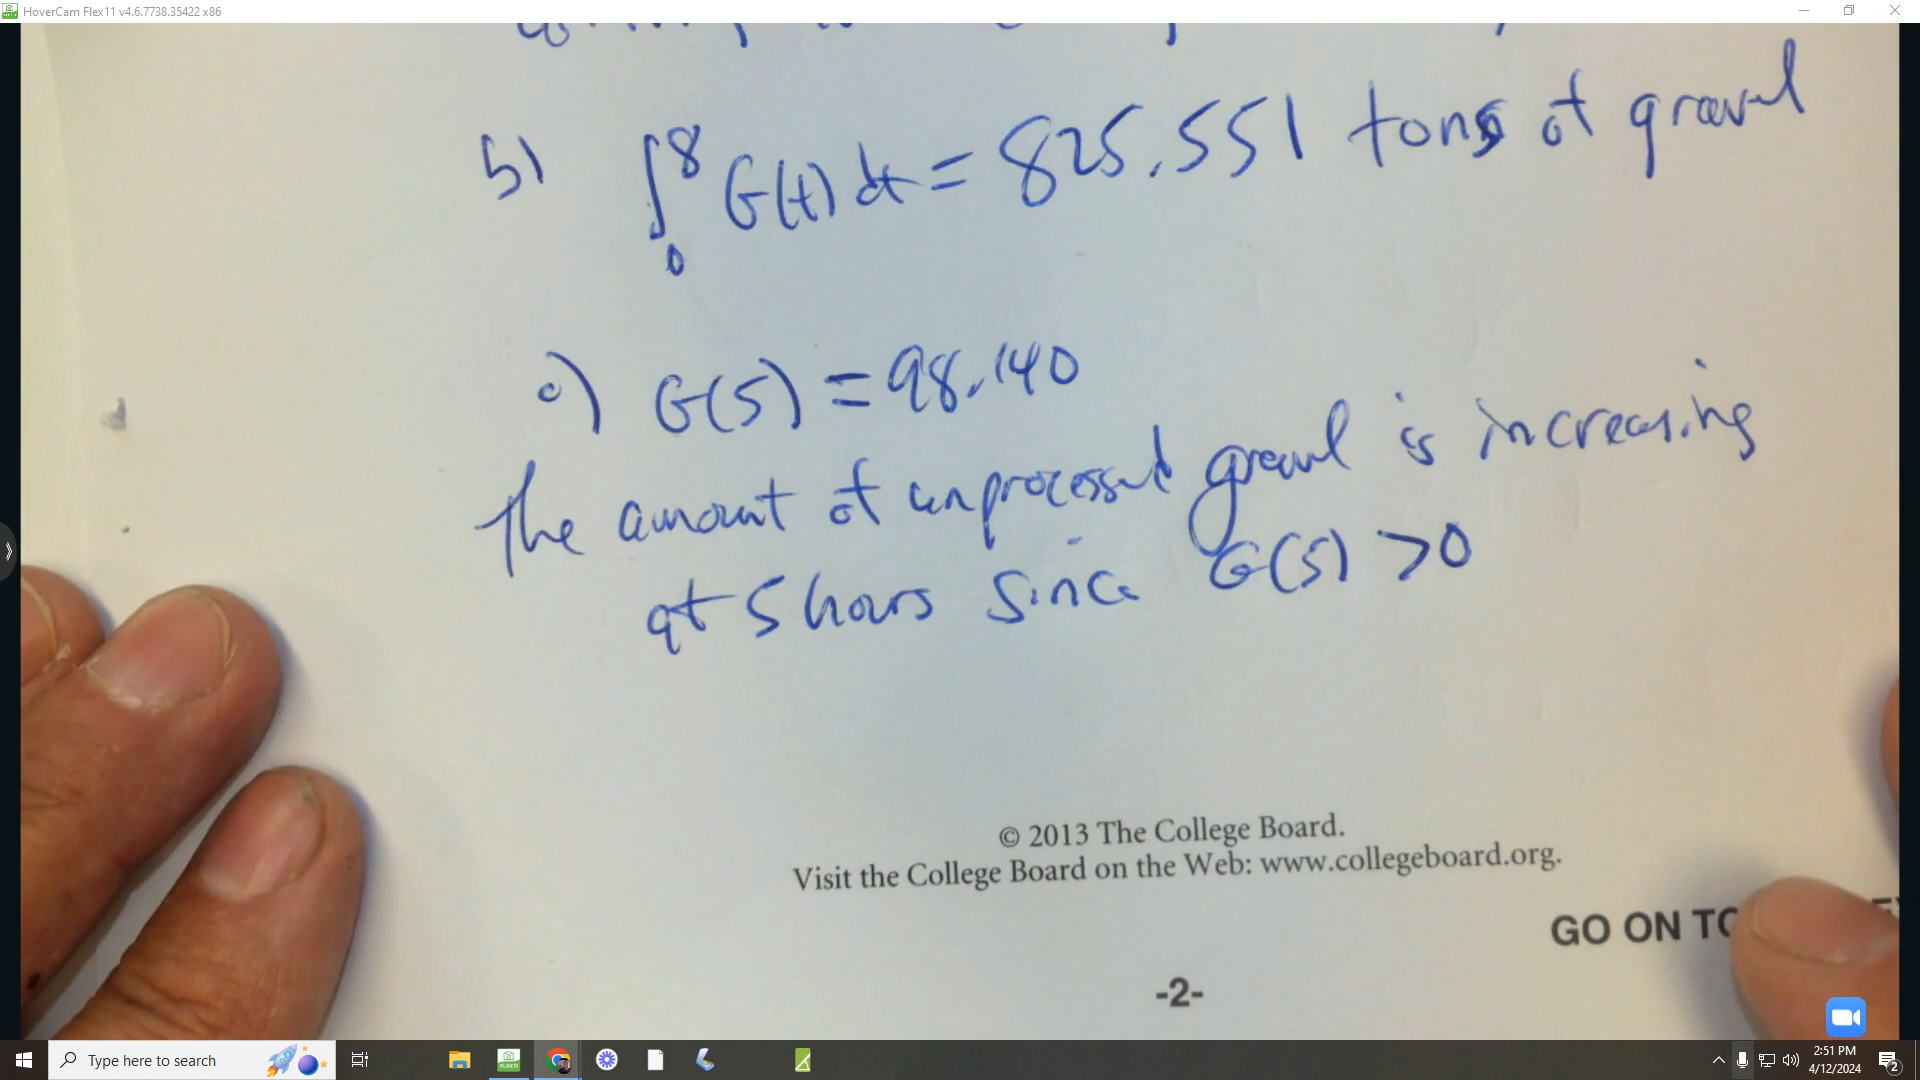 HoverCam Flex11 v4.6.7738.35422 x86
b) ∫₀⁸ G(t) dt = 825.551 tons of gravel
c) G(5) = 98.140
The amount of unprocessed gravel is increasing
at 5 hours since G(5) > 0
© 2013 The College Board.
Visit the College Board on the Web: www.collegeboard.org.
GO ON TO
-2-
Type here to search
FLEX11
2:51 PM
4/12/2024
2